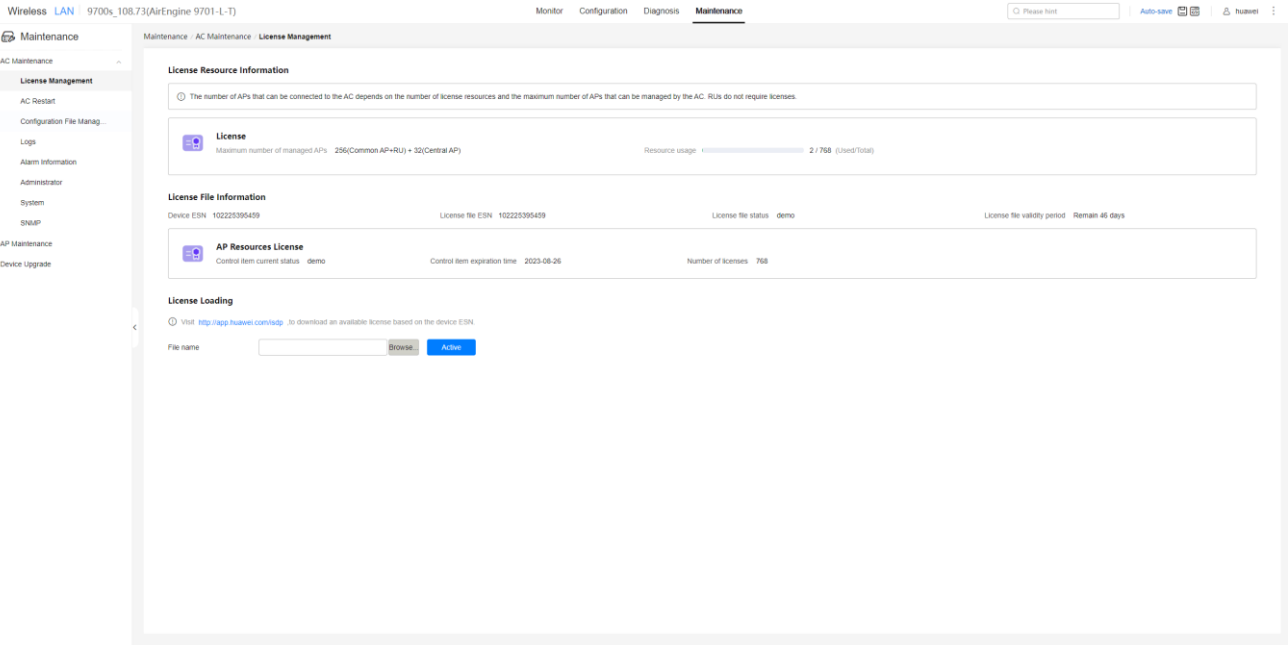 Wireless LAN 9700s_108.73(AirEngine 9701-L-T) Monitor Configuration Diagnosis Maintenance Please hint Auto-save huawei
Maintenance
Maintenance / AC Maintenance / License Management
AC Maintenance
License Management
AC Restart
Configuration File Manag...
Logs
Alarm Information
Administrator
System
SNMP
AP Maintenance
Device Upgrade
License Resource Information
The number of APs that can be connected to the AC depends on the number of license resources and the maximum number of APs that can be managed by the AC. RUs do not require licenses.
License
Maximum number of managed APs 256(Common AP+RU) + 32(Central AP) Resource usage 2 / 768 (Used/Total)
License File Information
Device ESN 102225395459 License file ESN 102225395459 License file status demo License file validity period Remain 46 days
AP Resources License
Control item current status demo Control item expiration time 2023-08-26 Number of licenses 768
License Loading
Visit http://app.huawei.com/isdp ,to download an available license based on the device ESN.
File name Browse... Active